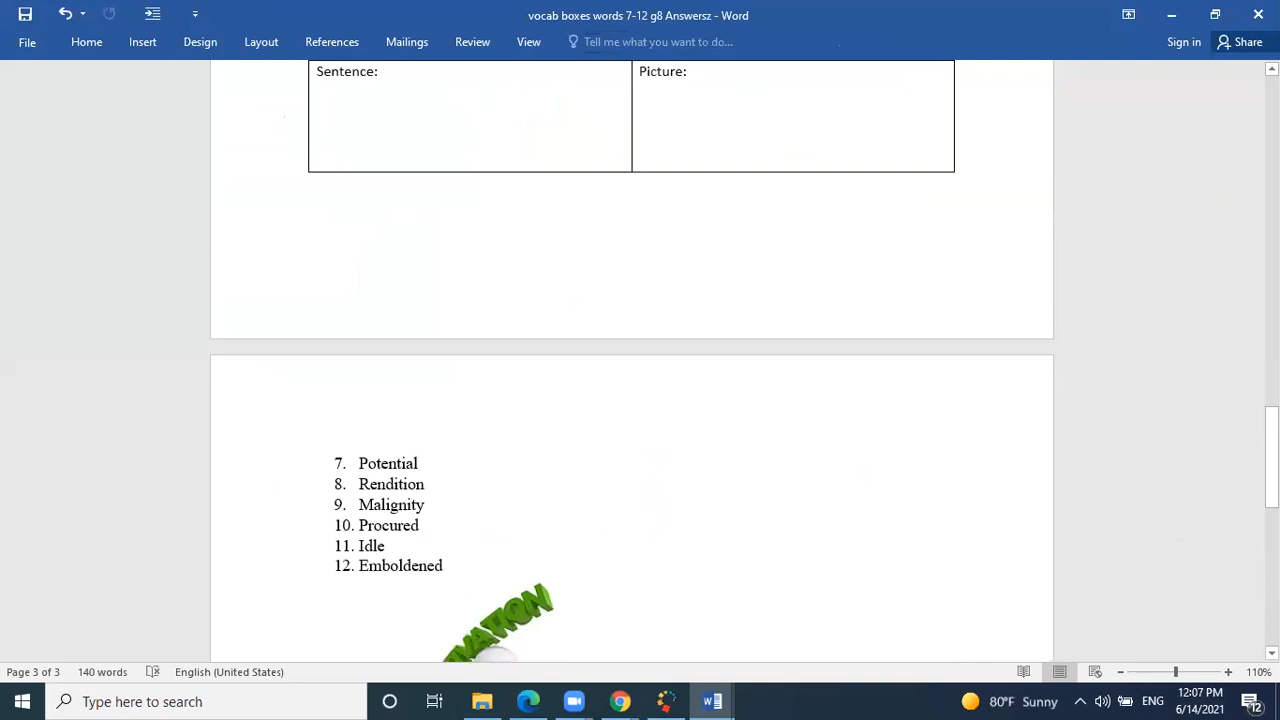 vocab boxes words 7-12 g8 Answersz - Word
File Home Insert Design Layout References Mailings Review View Tell me what you want to do... Sign in Share
Sentence: Picture:
7. Potential
8. Rendition
9. Malignity
10. Procured
11. Idle
12. Emboldened
Page 3 of 3 140 words English (United States) 110%
Type here to search 80°F Sunny ENG 12:07 PM
6/14/2021 12